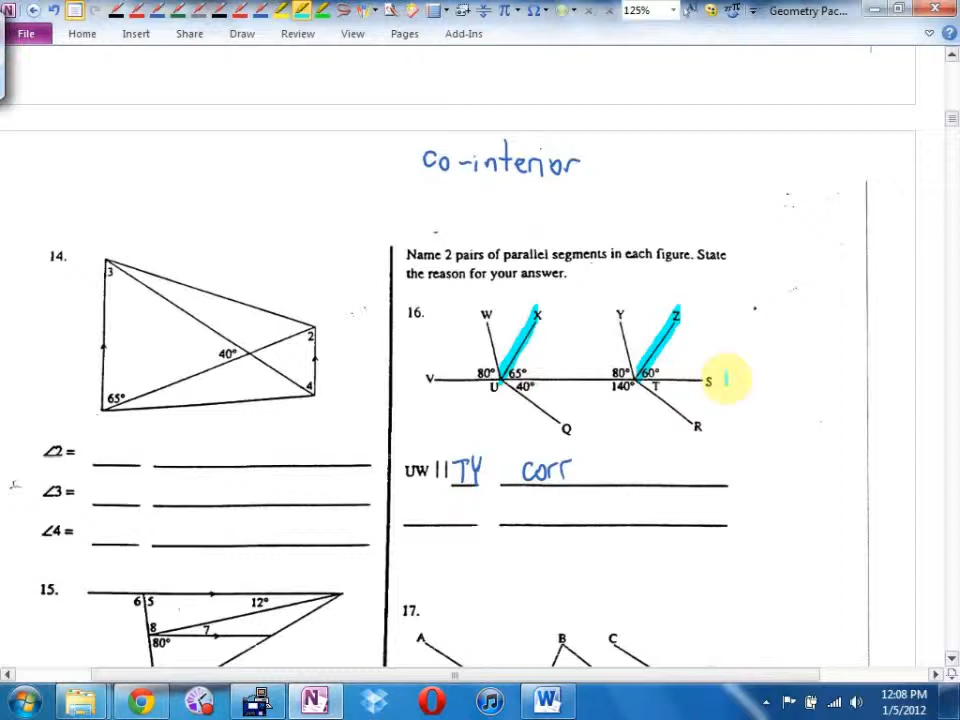 125% Geometry Pac...
File Home Insert Share Draw Review View Pages Add-Ins
co-interior
14.
3
2
40°
4
65°
∠2 =
∠3 =
∠4 =
15.
6 5 12°
8 7
80°
Name 2 pairs of parallel segments in each figure. State
the reason for your answer.
16.
W X Y Z
V 80° 65° 80° 60° S
U 40° 140° T
Q R
UW || TY corr
17.
A B C
12:08 PM
1/5/2012